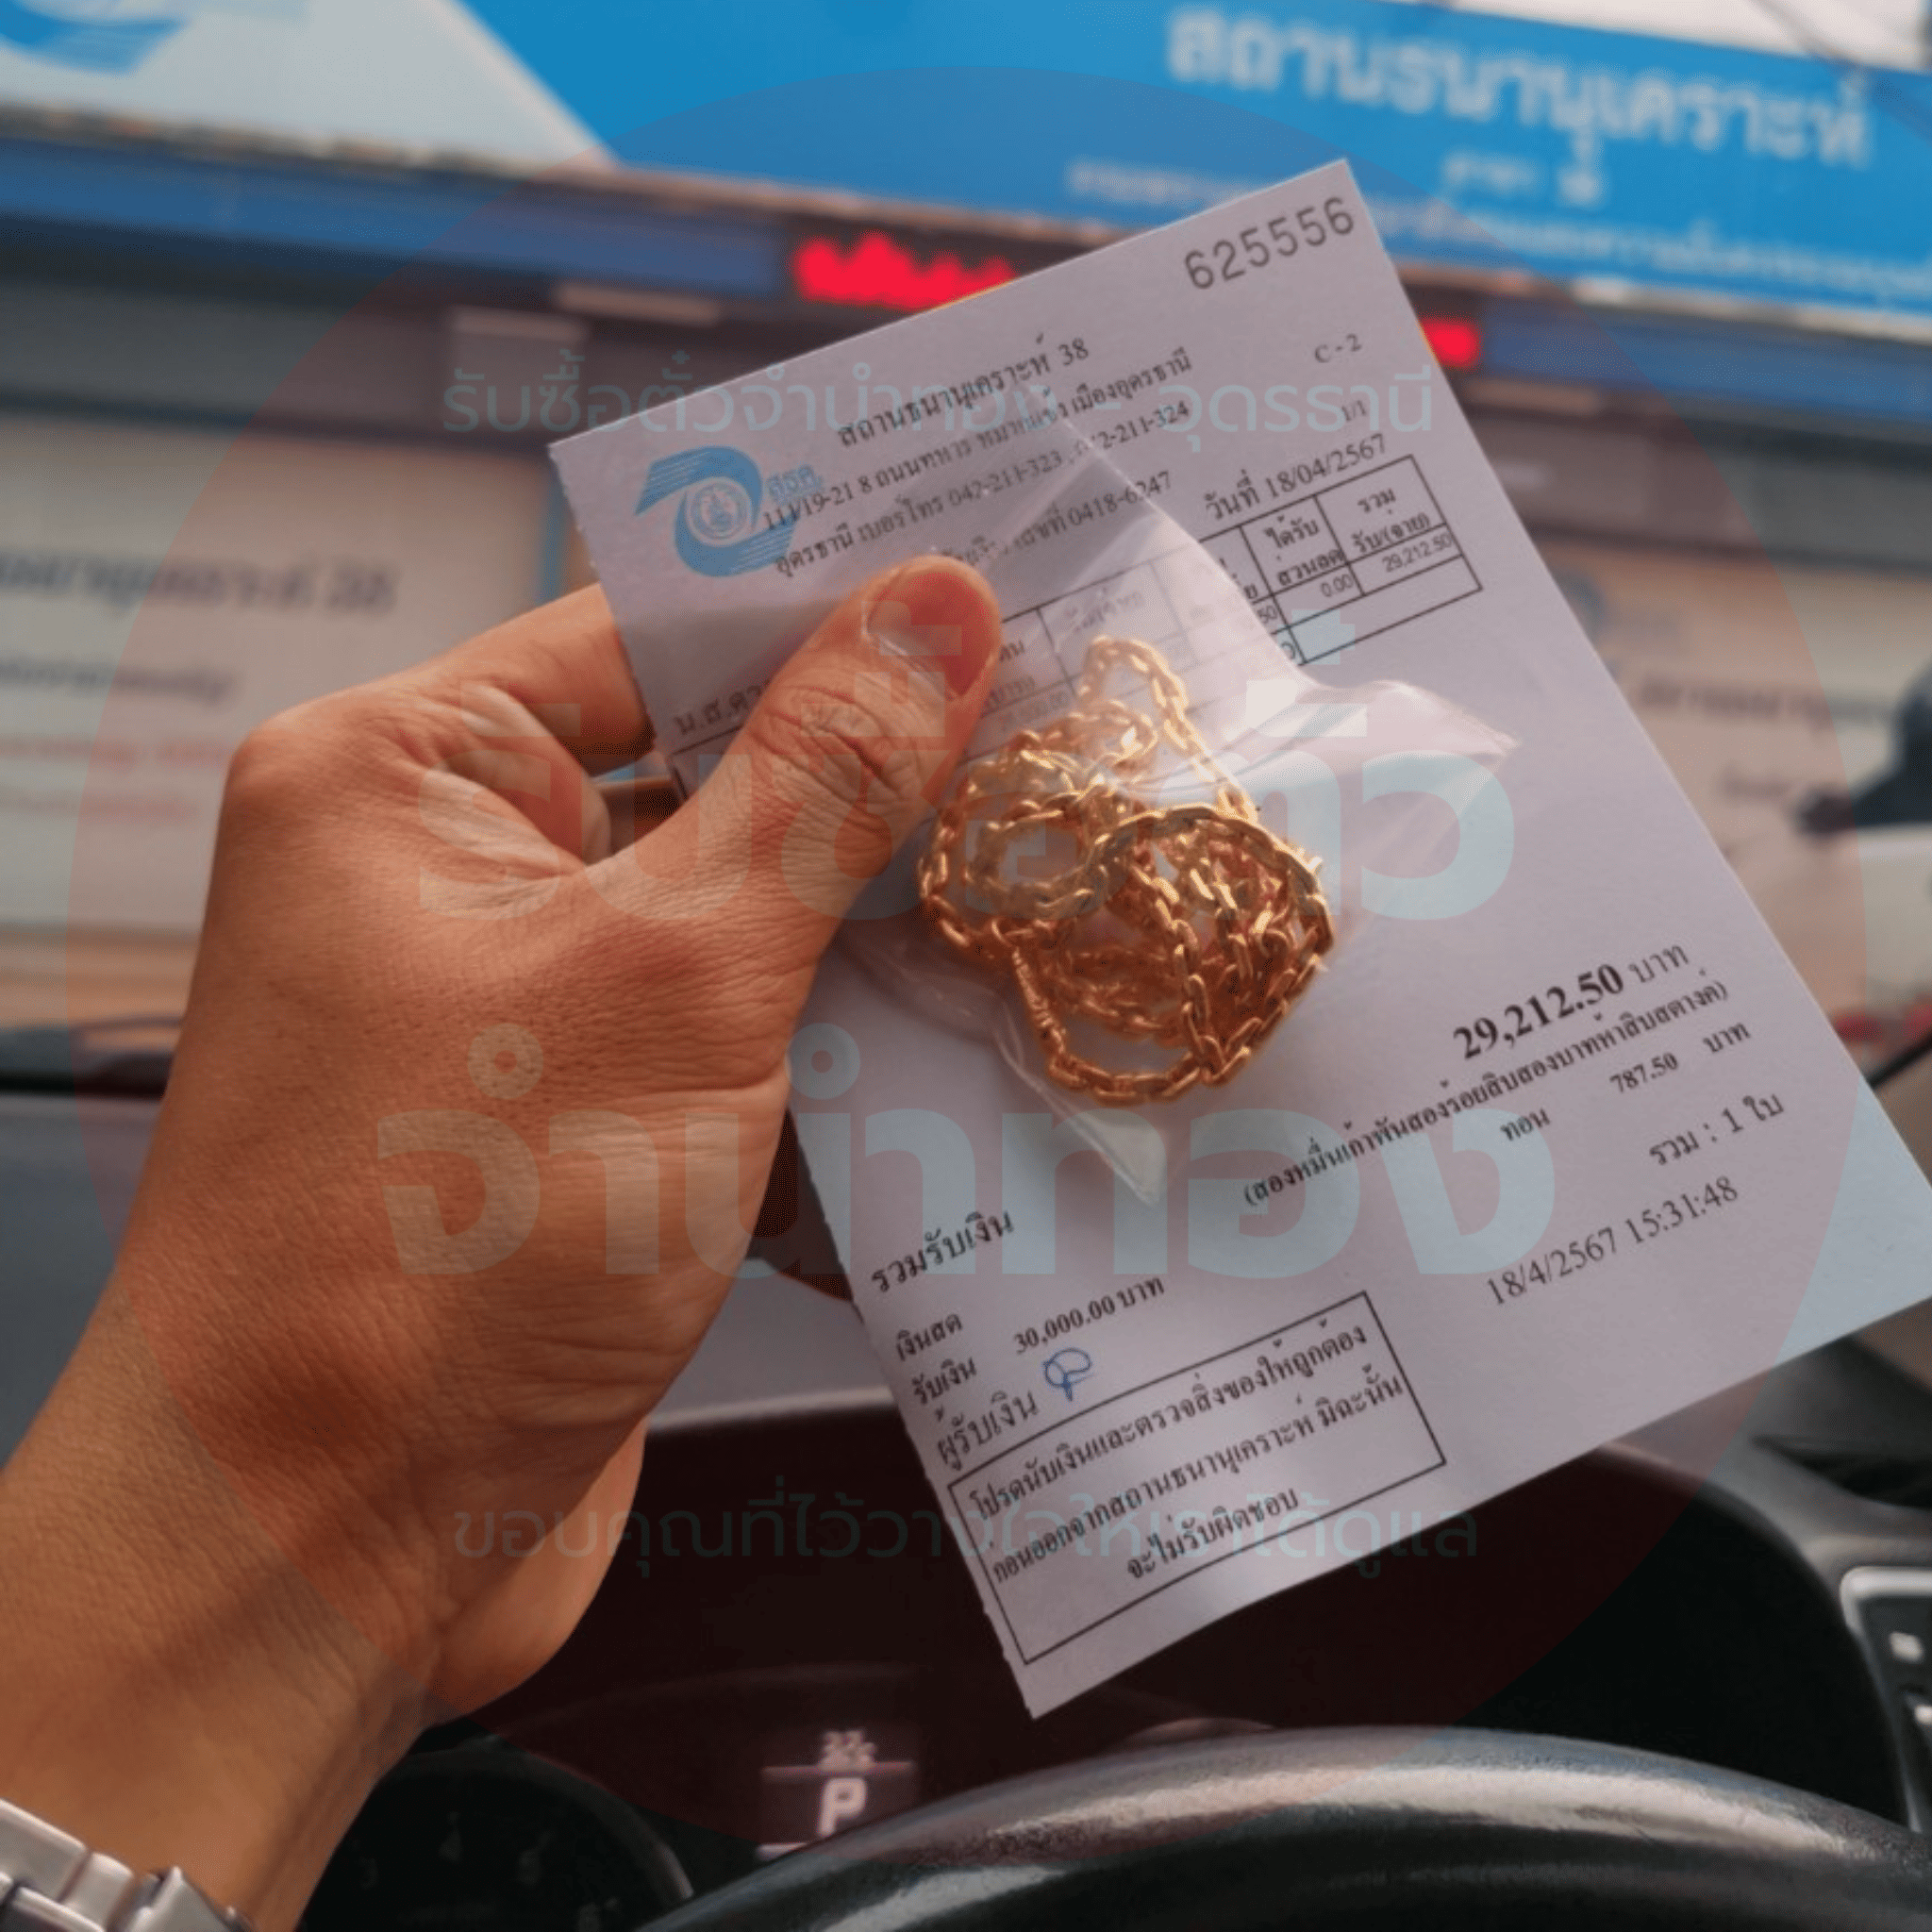 สถานธนานุเคราะห์
625556
สถานธนานุเคราะห์ 38
C - 2
111/19-21 8 ถนนทหาร หมากแข้ง เมืองอุดรธานี
1/1
อุดรธานี เบอร์โทร 042-211-323 , 042-211-324
เลขที่ 0418-6247
วันที่ 18/04/2567
สธค.
ได้รับ
ส่วนลด
รวม
รับ/(จ่าย)
0.00
29,212.50
น.ส.
29,212.50 บาท
(สองหมื่นเก้าพันสองร้อยสิบสองบาทห้าสิบสตางค์)
ทอน 787.50 บาท
รวม : 1 ใบ
18/4/2567 15:31:48
รวมรับเงิน
เงินสด
รับเงิน 30,000.00 บาท
ผู้รับเงิน
โปรดนับเงินและตรวจสิ่งของให้ถูกต้อง
ก่อนออกจากสถานธนานุเคราะห์ มิฉะนั้น
จะไม่รับผิดชอบ
รับซื้อตั๋วจำนำทอง - อุดรธานี
รับซื้อตั๋ว
จำนำทอง
ขอบคุณที่ไว้วางใจให้เราได้ดูแล
P